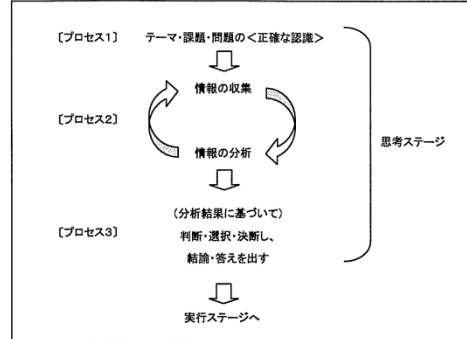 〔プロセス1〕 テーマ・課題・問題の<正確な認識>
情報の収集
〔プロセス2〕
思考ステージ
情報の分析
(分析結果に基づいて)
〔プロセス3〕 判断・選択・決断し、
結論・答えを出す
実行ステージへ